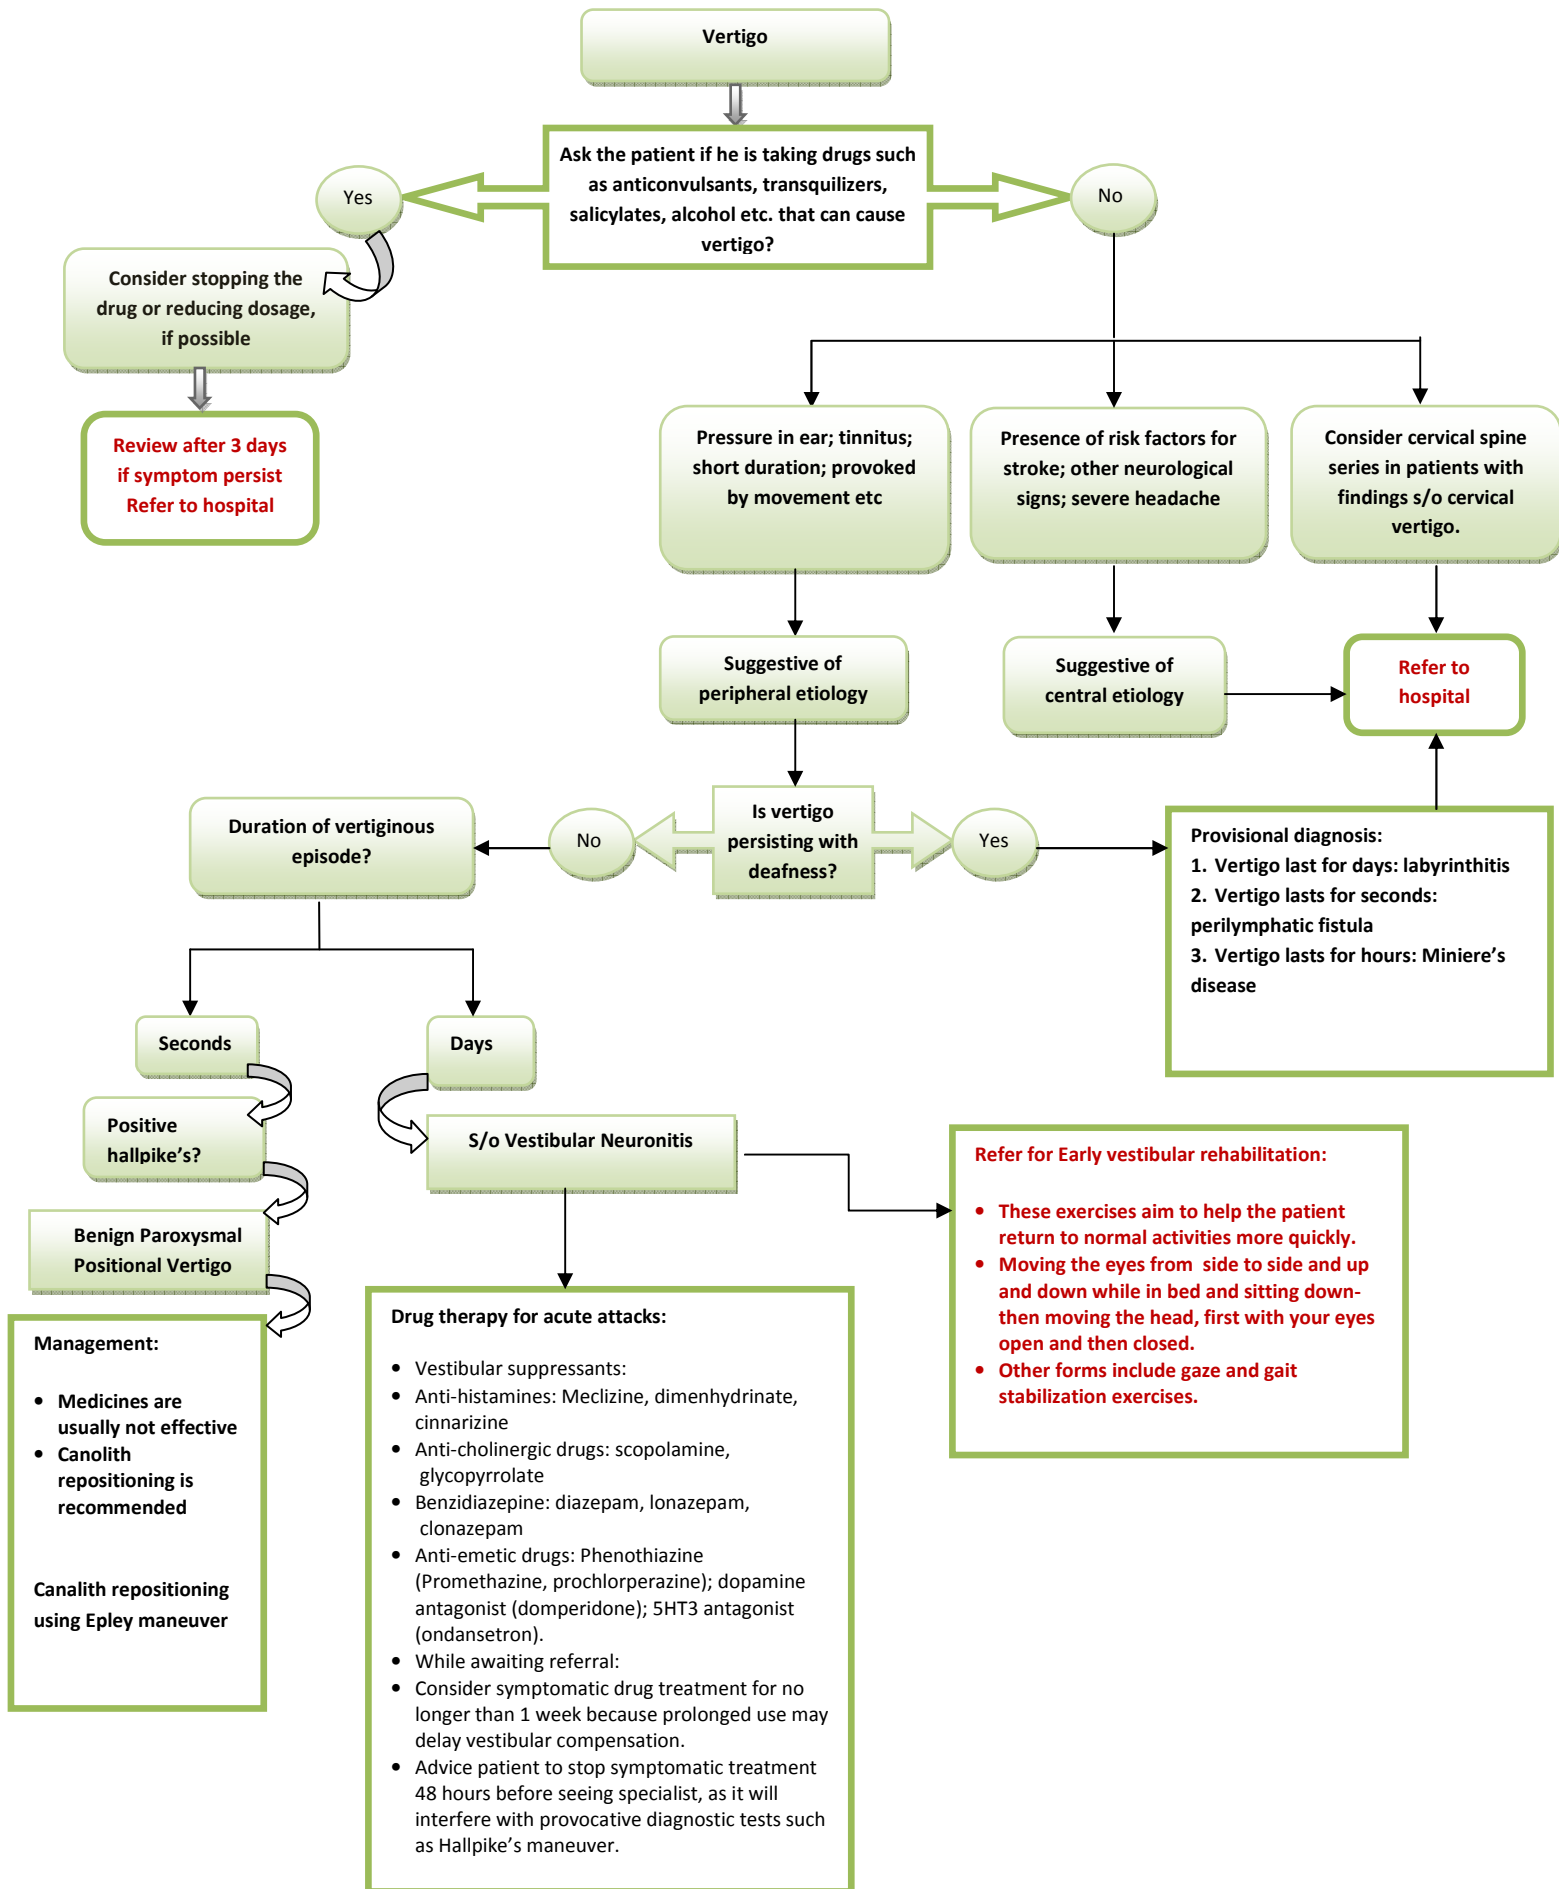 Vertigo
Ask the patient if he is taking drugs such
as anticonvulsants, transquilizers,
salicylates, alcohol etc. that can cause
vertigo?
Yes
No
Consider stopping the
drug or reducing dosage,
if possible
Review after 3 days
if symptom persist
Refer to hospital
Pressure in ear; tinnitus;
short duration; provoked
by movement etc
Presence of risk factors for
stroke; other neurological
signs; severe headache
Consider cervical spine
series in patients with
findings s/o cervical
vertigo.
Suggestive of
peripheral etiology
Suggestive of
central etiology
Refer to
hospital
Is vertigo
persisting with
deafness?
No
Yes
Duration of vertiginous
episode?
Provisional diagnosis:
1. Vertigo last for days: labyrinthitis
2. Vertigo lasts for seconds:
perilymphatic fistula
3. Vertigo lasts for hours: Miniere's
disease
Seconds
Days
Positive
hallpike's?
S/o Vestibular Neuronitis
Benign Paroxysmal
Positional Vertigo
Refer for Early vestibular rehabilitation:
• These exercises aim to help the patient
return to normal activities more quickly.
• Moving the eyes from side to side and up
and down while in bed and sitting down-
then moving the head, first with your eyes
open and then closed.
• Other forms include gaze and gait
stabilization exercises.
Management:
• Medicines are
usually not effective
• Canolith
repositioning is
recommended
Canalith repositioning
using Epley maneuver
Drug therapy for acute attacks:
• Vestibular suppressants:
• Anti-histamines: Meclizine, dimenhydrinate,
cinnarizine
• Anti-cholinergic drugs: scopolamine,
glycopyrrolate
• Benzidiazepine: diazepam, lonazepam,
clonazepam
• Anti-emetic drugs: Phenothiazine
(Promethazine, prochlorperazine); dopamine
antagonist (domperidone); 5HT3 antagonist
(ondansetron).
• While awaiting referral:
• Consider symptomatic drug treatment for no
longer than 1 week because prolonged use may
delay vestibular compensation.
• Advice patient to stop symptomatic treatment
48 hours before seeing specialist, as it will
interfere with provocative diagnostic tests such
as Hallpike's maneuver.